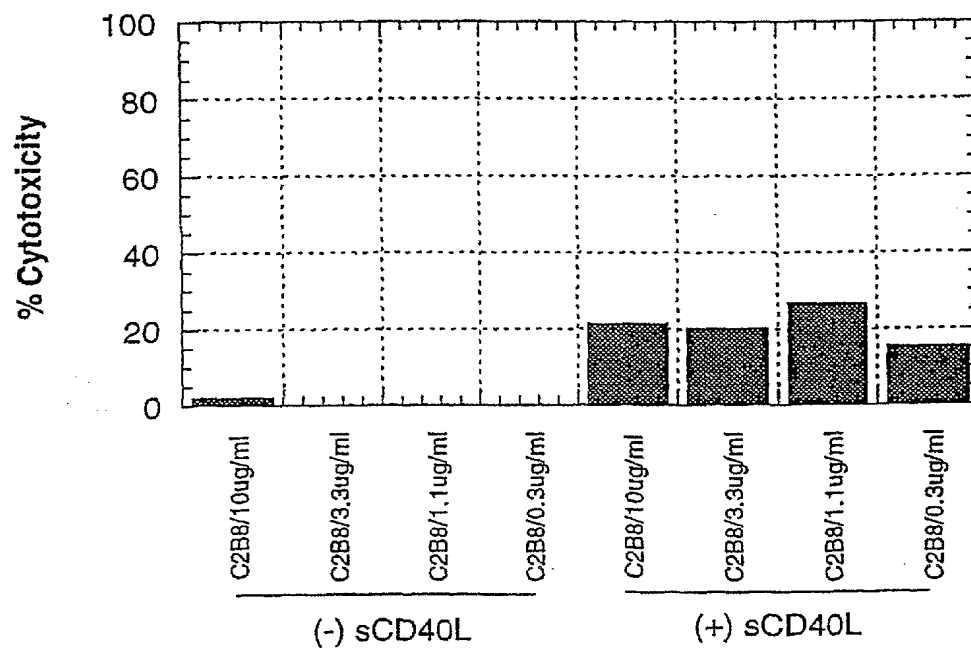 % Cytotoxicity
100
80
60
40
20
0
C2B8/10ug/ml
C2B8/3.3ug/ml
C2B8/1.1ug/ml
C2B8/0.3ug/ml
C2B8/10ug/ml
C2B8/3.3ug/ml
C2B8/1.1ug/ml
C2B8/0.3ug/ml
(-) sCD40L
(+) sCD40L